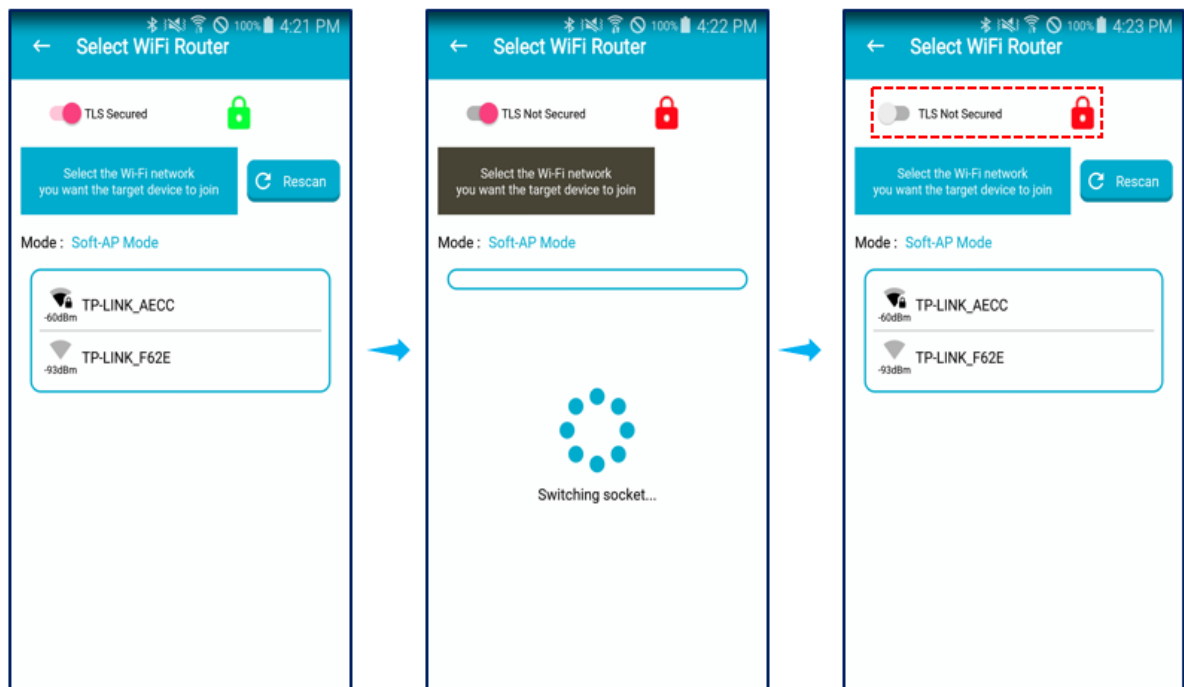 100% 4:21 PM
Select WiFi Router
TLS Secured
Select the Wi-Fi network
you want the target device to join
Rescan
Mode : Soft-AP Mode
-60dBm TP-LINK_AECC
-93dBm TP-LINK_F62E
100% 4:22 PM
Select WiFi Router
TLS Not Secured
Select the Wi-Fi network
you want the target device to join
Mode : Soft-AP Mode
Switching socket...
100% 4:23 PM
Select WiFi Router
TLS Not Secured
Select the Wi-Fi network
you want the target device to join
Rescan
Mode : Soft-AP Mode
-60dBm TP-LINK_AECC
-93dBm TP-LINK_F62E